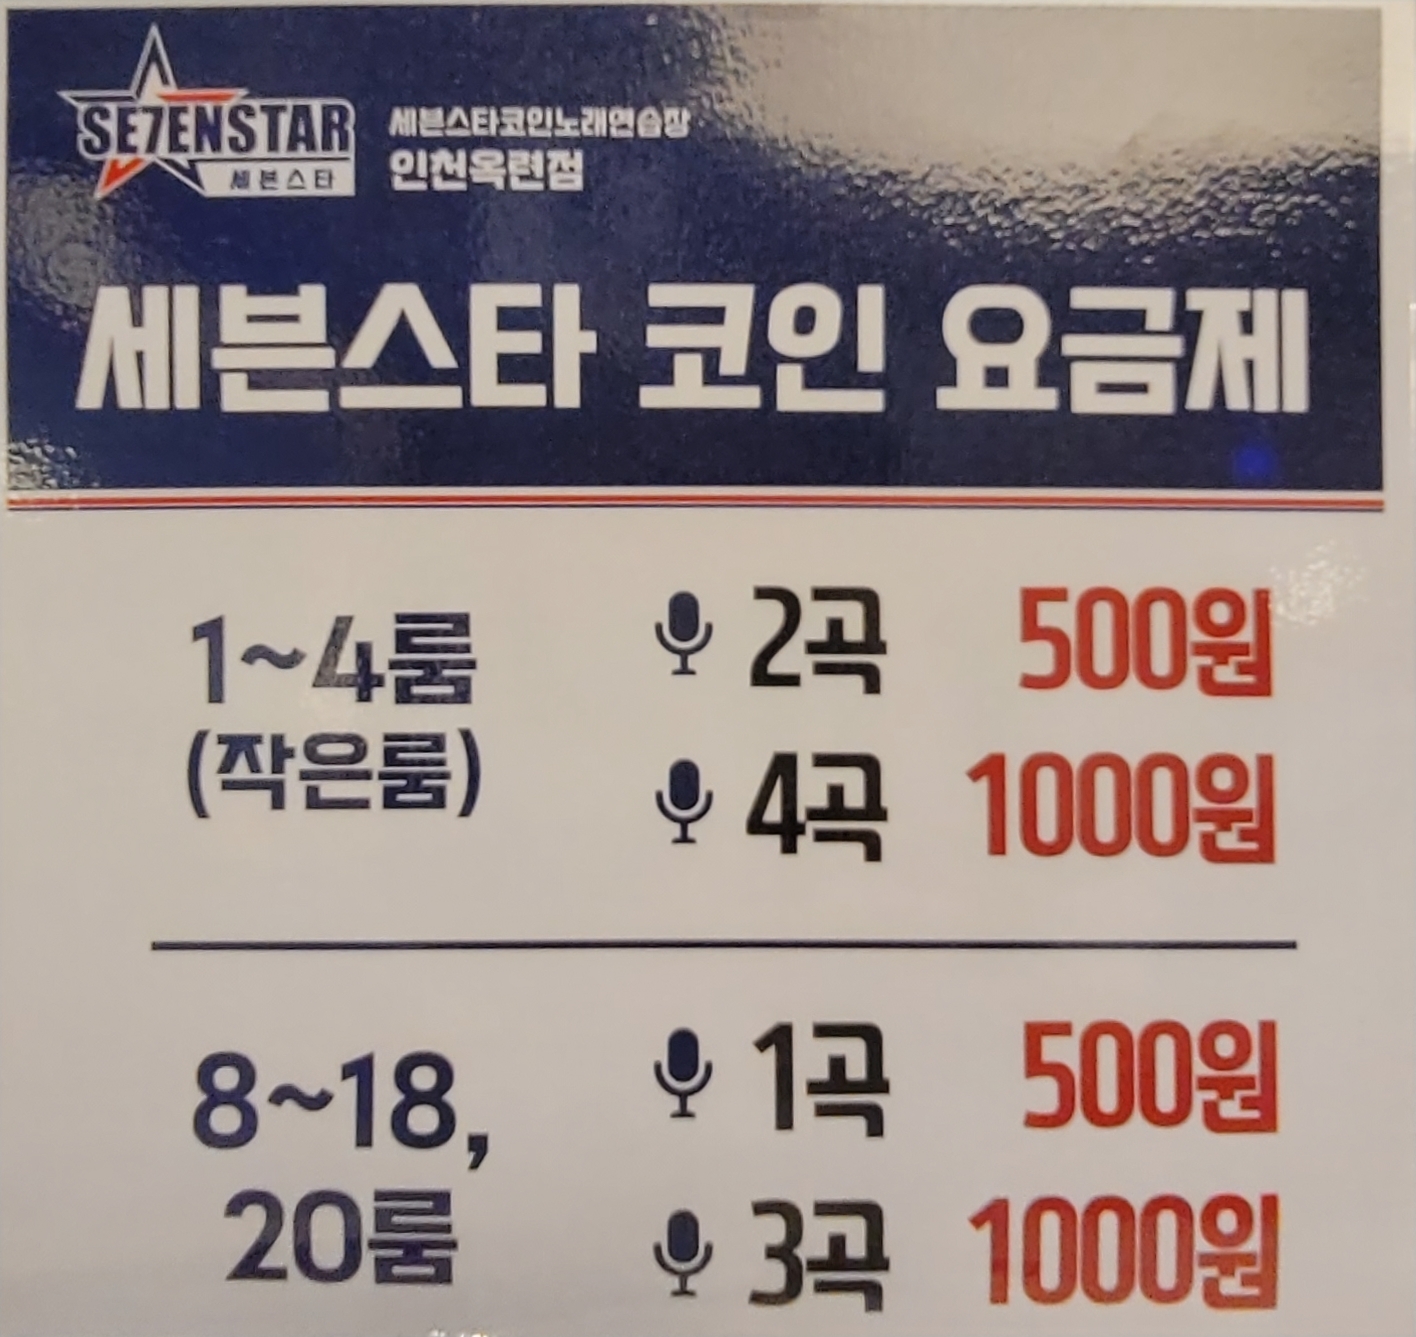 SE7ENSTAR
세븐스타
세븐스타코인노래연습장
인천옥련점
세븐스타 코인 요금제
1~4룸
(작은룸)
2곡 500원
4곡 1000원
8~18,
20룸
1곡 500원
3곡 1000원